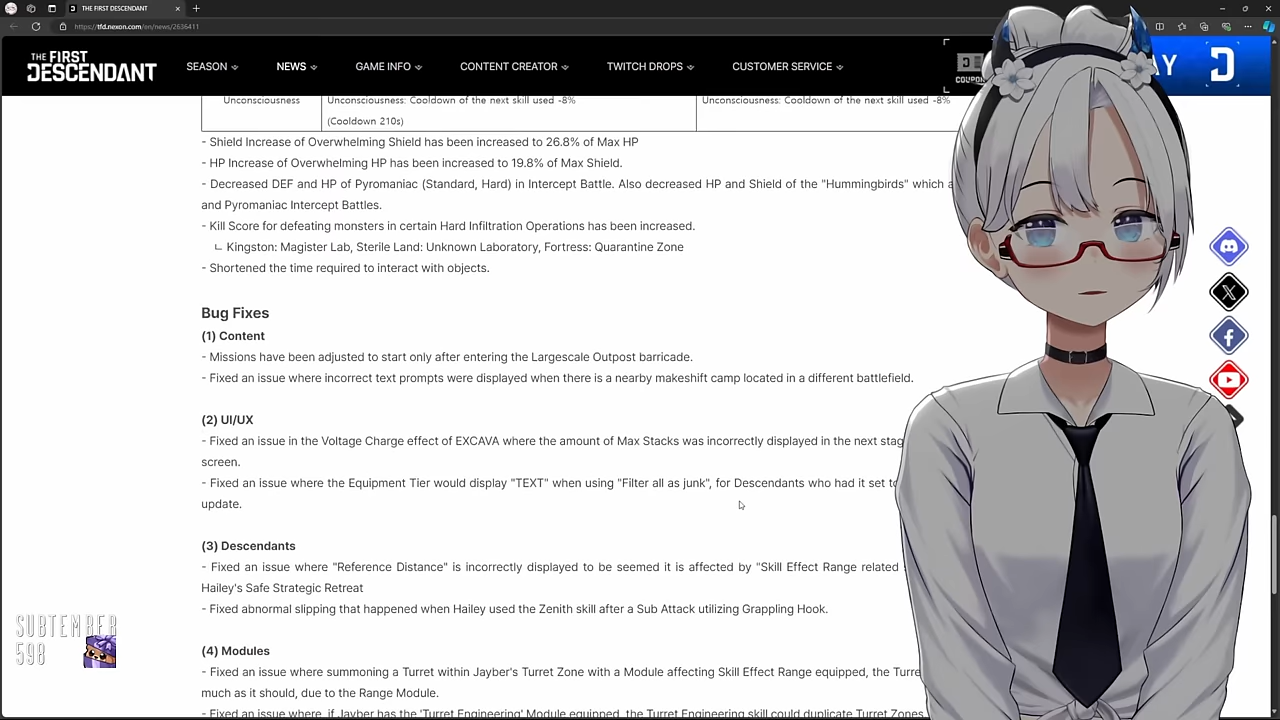 THE FIRST DESCENDANT
https://tfd.nexon.com/en/news/2636411
THE FIRST
DESCENDANT
SEASON
NEWS
GAME INFO
CONTENT CREATOR
TWITCH DROPS
CUSTOMER SERVICE
COUPON
AY
Unconsciousness
Unconsciousness: Cooldown of the next skill used -8%
(Cooldown 210s)
Unconsciousness: Cooldown of the next skill used -8%
- Shield Increase of Overwhelming Shield has been increased to 26.8% of Max HP
- HP Increase of Overwhelming HP has been increased to 19.8% of Max Shield.
- Decreased DEF and HP of Pyromaniac (Standard, Hard) in Intercept Battle. Also decreased HP and Shield of the "Hummingbirds" which
and Pyromaniac Intercept Battles.
- Kill Score for defeating monsters in certain Hard Infiltration Operations has been increased.
ㄴ Kingston: Magister Lab, Sterile Land: Unknown Laboratory, Fortress: Quarantine Zone
- Shortened the time required to interact with objects.
Bug Fixes
(1) Content
- Missions have been adjusted to start only after entering the Largescale Outpost barricade.
- Fixed an issue where incorrect text prompts were displayed when there is a nearby makeshift camp located in a different battlefield.
(2) UI/UX
- Fixed an issue in the Voltage Charge effect of EXCAVA where the amount of Max Stacks was incorrectly displayed in the next stag
screen.
- Fixed an issue where the Equipment Tier would display "TEXT" when using "Filter all as junk", for Descendants who had it set to
update.
(3) Descendants
- Fixed an issue where "Reference Distance" is incorrectly displayed to be seemed it is affected by "Skill Effect Range related
Hailey's Safe Strategic Retreat
- Fixed abnormal slipping that happened when Hailey used the Zenith skill after a Sub Attack utilizing Grappling Hook.
(4) Modules
- Fixed an issue where summoning a Turret within Jayber's Turret Zone with a Module affecting Skill Effect Range equipped, the Turre
much as it should, due to the Range Module.
- Fixed an issue where, if Jayber has the 'Turret Engineering' Module equipped, the Turret Engineering skill could duplicate Turret Zones
SUBTEMBER
598